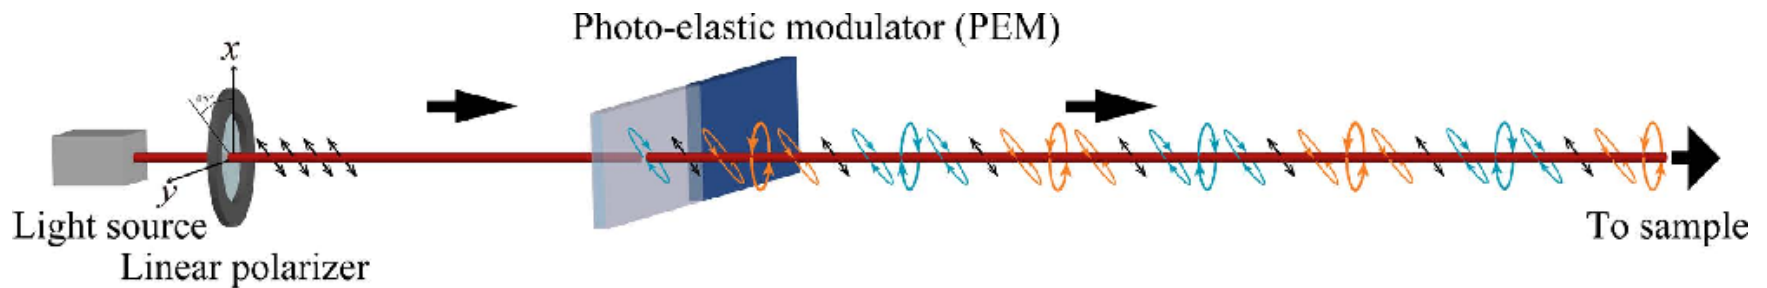 Photo-elastic modulator (PEM)
x
y
Light source
To sample
Linear polarizer